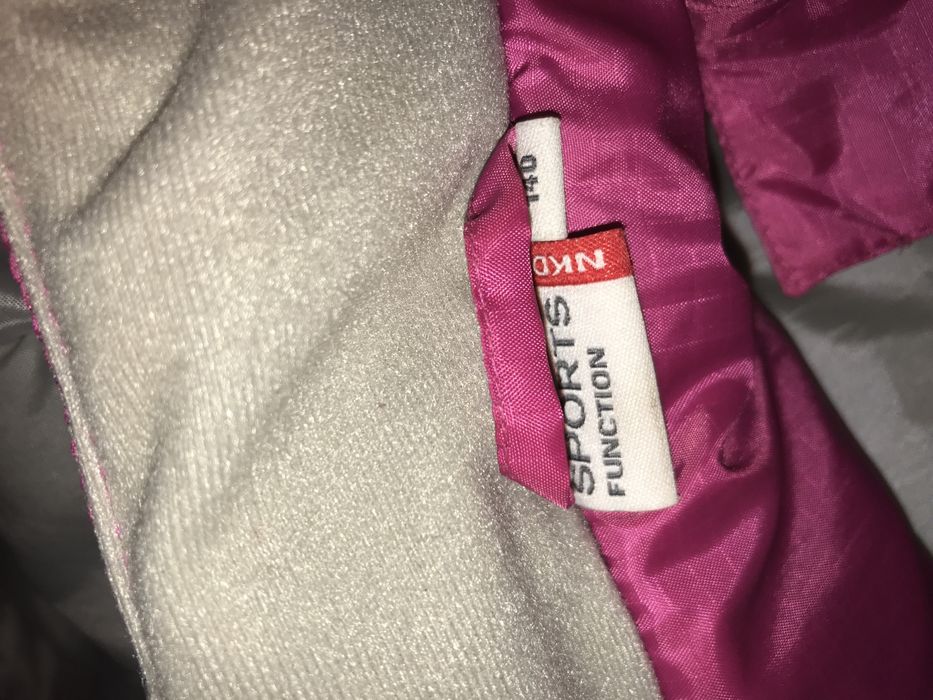 140
NKD
SPORTS
FUNCTION